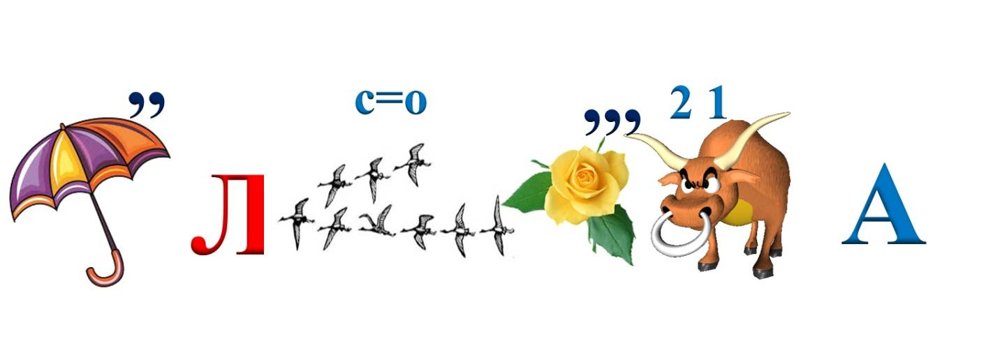 ,, Л с=о ,,, 2 1 А